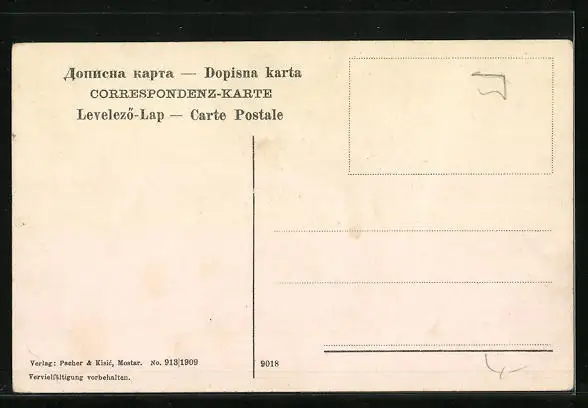 Дописна карта — Dopisna karta
CORRESPONDENZ-KARTE
Levelező-Lap — Carte Postale
Verlag: Pacher & Kisić, Mostar. No. 913|1909
Vervielfältigung vorbehalten.
9018